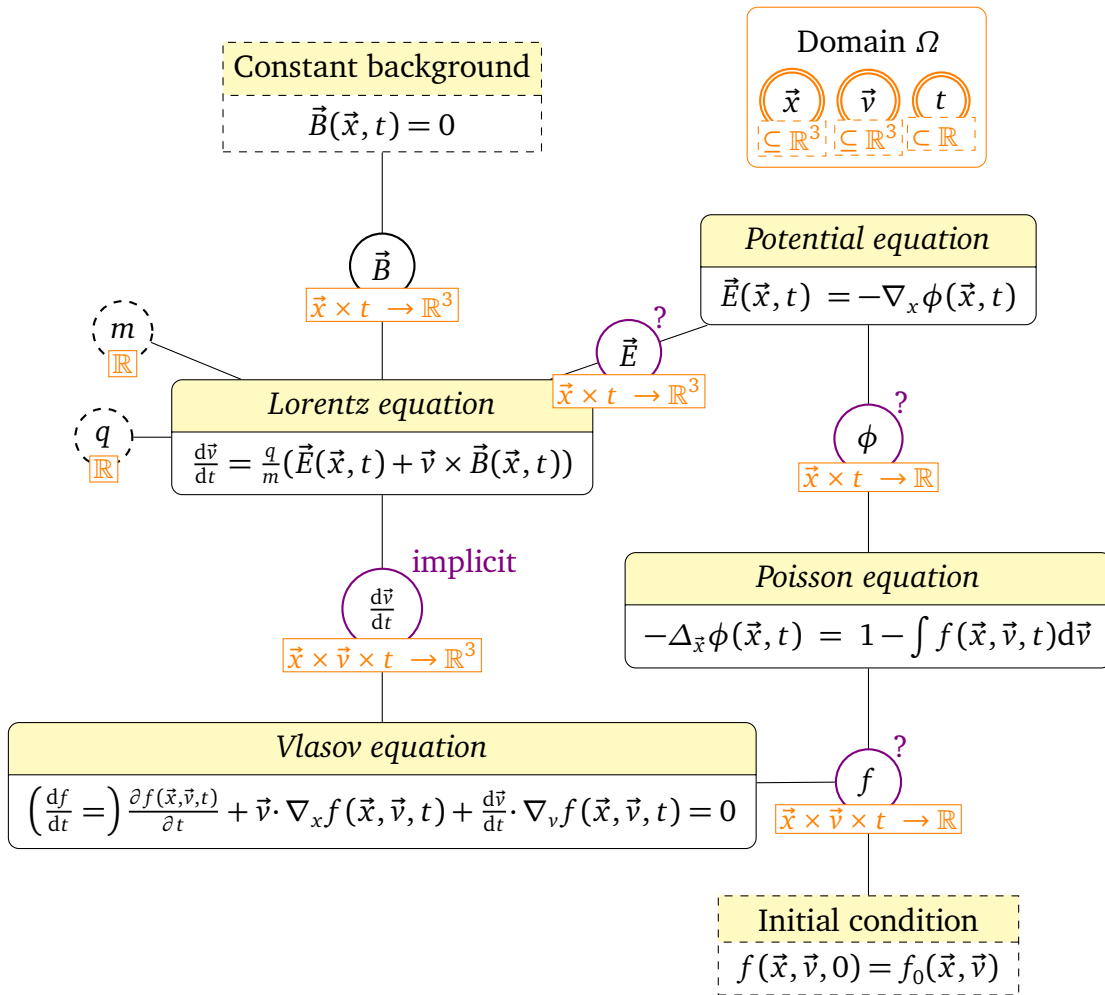 Constant background
B⃗(x⃗, t) = 0
Domain Ω
x⃗
⊆ ℝ³
v⃗
⊆ ℝ³
t
⊂ ℝ
B⃗
x⃗ × t → ℝ³
m
ℝ
q
ℝ
Lorentz equation
dv⃗/dt = q/m(E⃗(x⃗, t) + v⃗ × B⃗(x⃗, t))
?
E⃗
x⃗ × t → ℝ³
Potential equation
E⃗(x⃗, t) = −∇ₓϕ(x⃗, t)
?
ϕ
x⃗ × t → ℝ
implicit
dv⃗/dt
x⃗ × v⃗ × t → ℝ³
Poisson equation
−Δ_x⃗ ϕ(x⃗, t) = 1 − ∫ f(x⃗, v⃗, t)dv⃗
Vlasov equation
(df/dt =) ∂f(x⃗,v⃗,t)/∂t + v⃗· ∇ₓf(x⃗, v⃗, t) + dv⃗/dt· ∇ᵥf(x⃗, v⃗, t) = 0
?
f
x⃗ × v⃗ × t → ℝ
Initial condition
f(x⃗, v⃗, 0) = f₀(x⃗, v⃗)